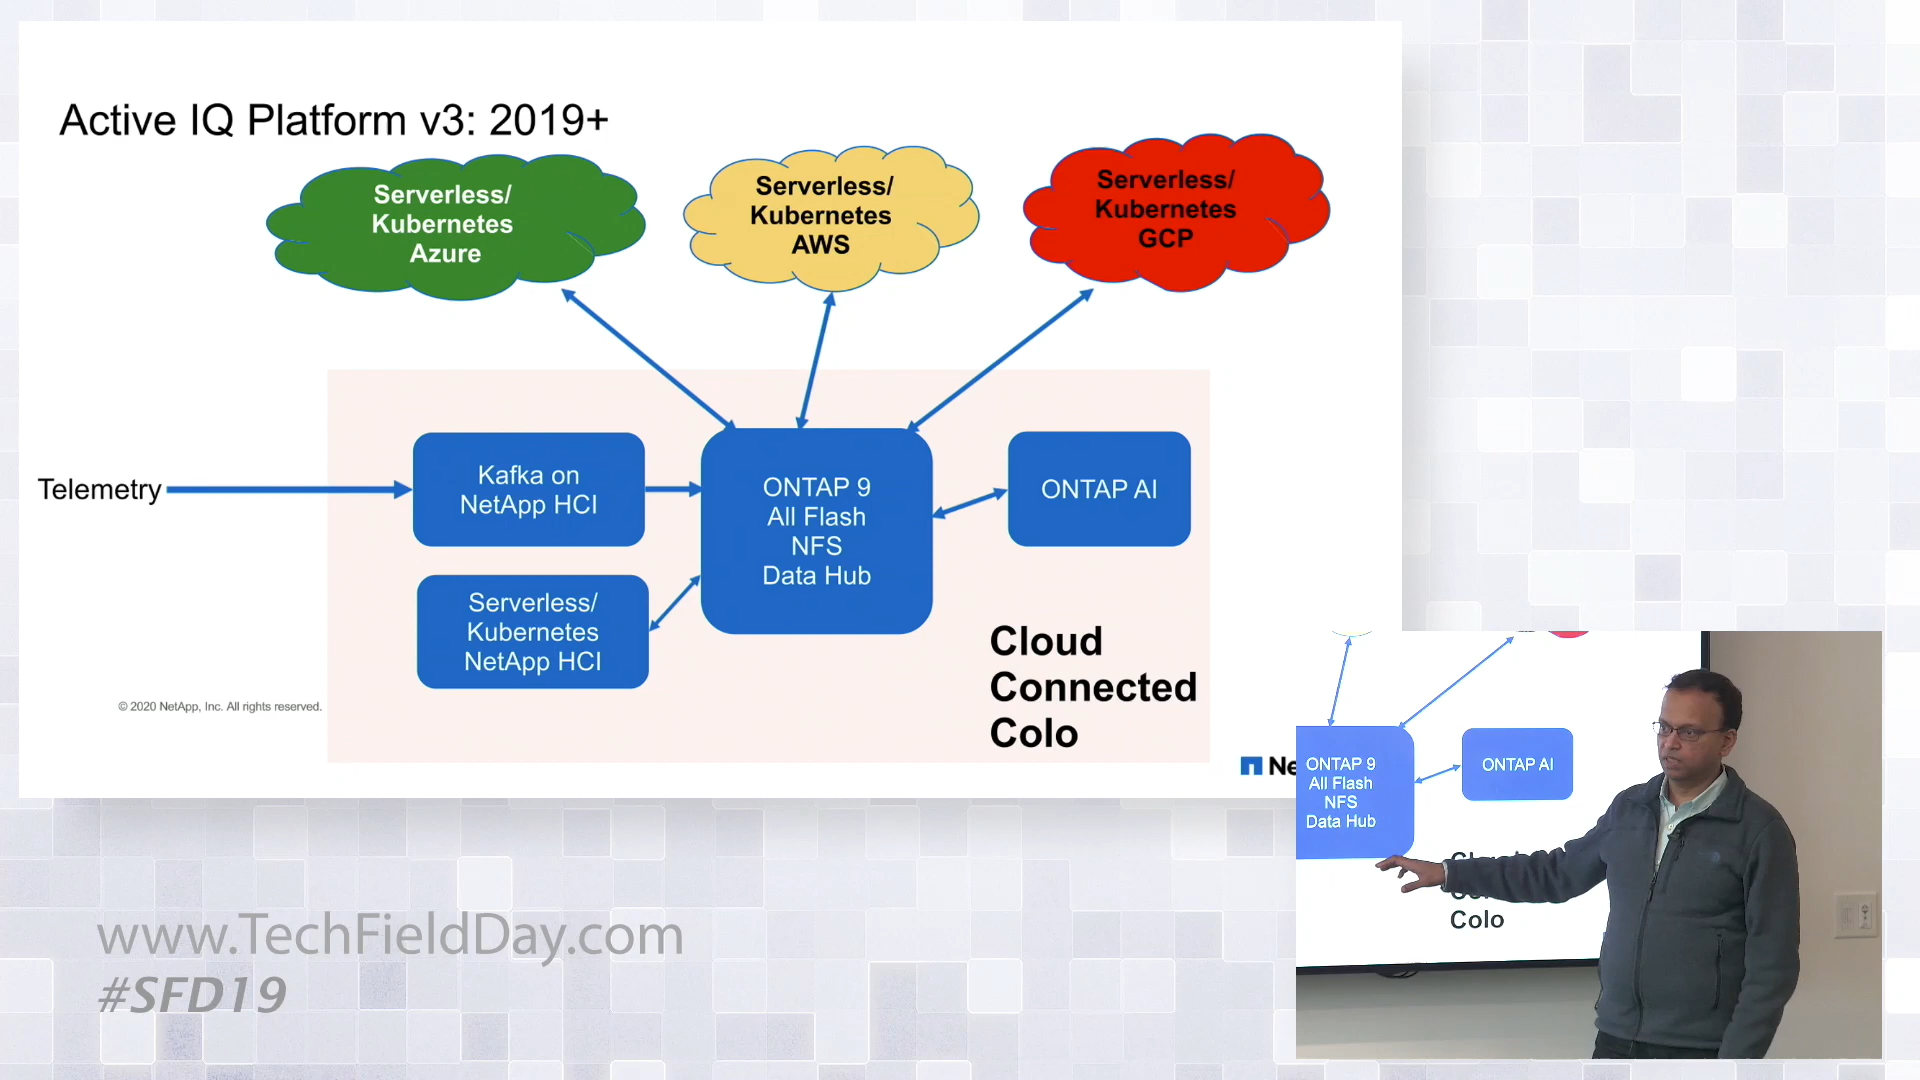 Active IQ Platform v3: 2019+
Serverless/
Kubernetes
Azure
Serverless/
Kubernetes
AWS
Serverless/
Kubernetes
GCP
Telemetry
Kafka on
NetApp HCI
ONTAP 9
All Flash
NFS
Data Hub
ONTAP AI
Serverless/
Kubernetes
NetApp HCI
Cloud
Connected
Colo
© 2020 NetApp, Inc. All rights reserved.
ONTAP 9
All Flash
NFS
Data Hub
ONTAP AI
Colo
www.TechFieldDay.com
#SFD19